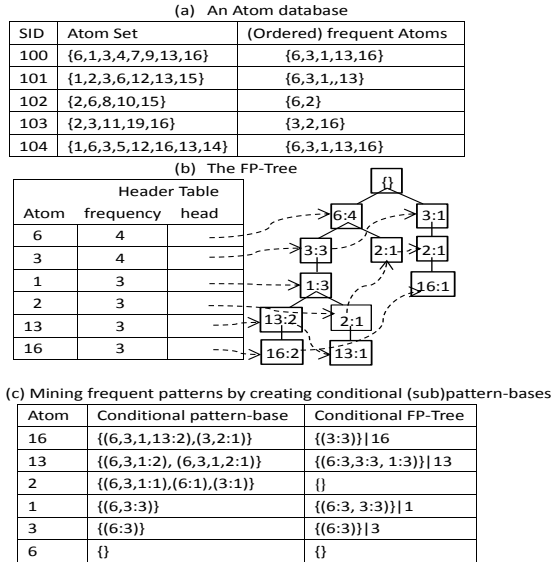 (a) An Atom database
SID Atom Set (Ordered) frequent Atoms
100 {6,1,3,4,7,9,13,16} {6,3,1,13,16}
101 {1,2,3,6,12,13,15} {6,3,1,,13}
102 {2,6,8,10,15} {6,2}
103 {2,3,11,19,16} {3,2,16}
104 {1,6,3,5,12,16,13,14} {6,3,1,13,16}
(b) The FP-Tree
Header Table
Atom frequency head
6 4
3 4
1 3
2 3
13 3
16 3
{}
6:4 3:1
3:3 2:1 2:1
1:3 16:1
13:2 2:1
16:2 13:1
(c) Mining frequent patterns by creating conditional (sub)pattern-bases
Atom Conditional pattern-base Conditional FP-Tree
16 {(6,3,1,13:2),(3,2:1)} {(3:3)}|16
13 {(6,3,1:2), (6,3,1,2:1)} {(6:3,3:3, 1:3)}|13
2 {(6,3,1:1),(6:1),(3:1)} {}
1 {(6,3:3)} {(6:3, 3:3)}|1
3 {(6:3)} {(6:3)}|3
6 {} {}